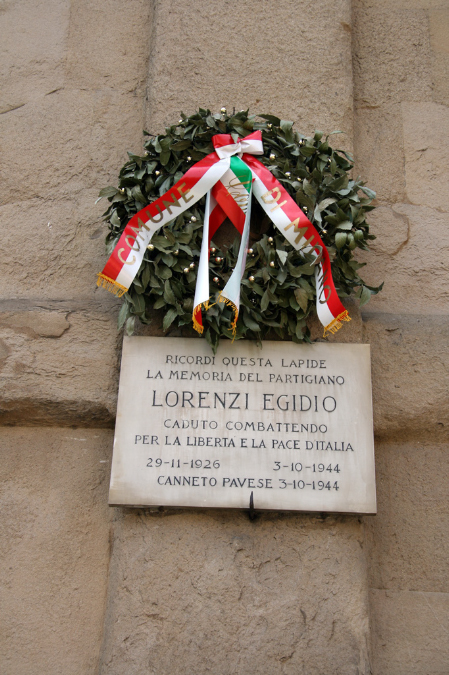 COMUNE DI MILANO
RICORDI QUESTA LAPIDE
LA MEMORIA DEL PARTIGIANO
LORENZI EGIDIO
CADUTO COMBATTENDO
PER LA LIBERTA E LA PACE D'ITALIA
29-11-1926 3-10-1944
CANNETO PAVESE 3-10-1944